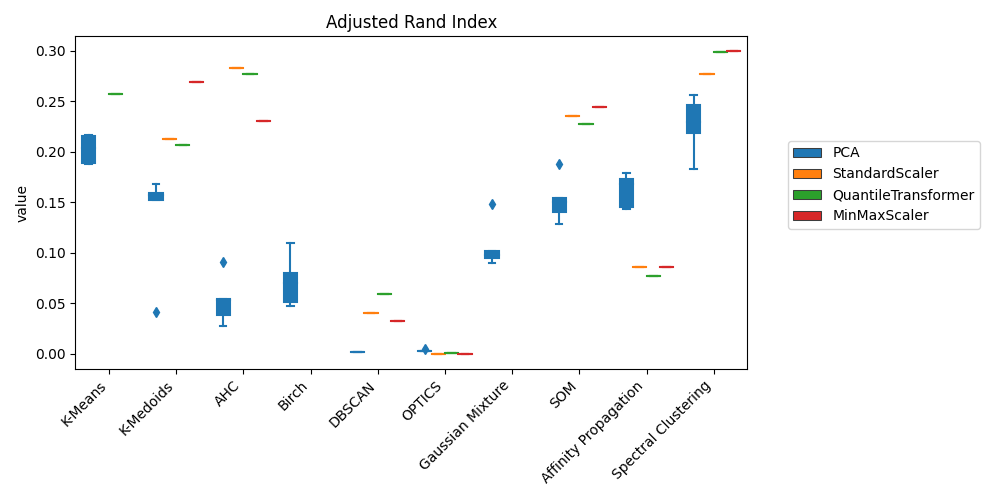 Adjusted Rand Index
value
0.30
0.25
0.20
0.15
0.10
0.05
0.00
K-Means
K-Medoids
AHC
Birch
DBSCAN
OPTICS
Gaussian Mixture
SOM
Affinity Propagation
Spectral Clustering
PCA
StandardScaler
QuantileTransformer
MinMaxScaler